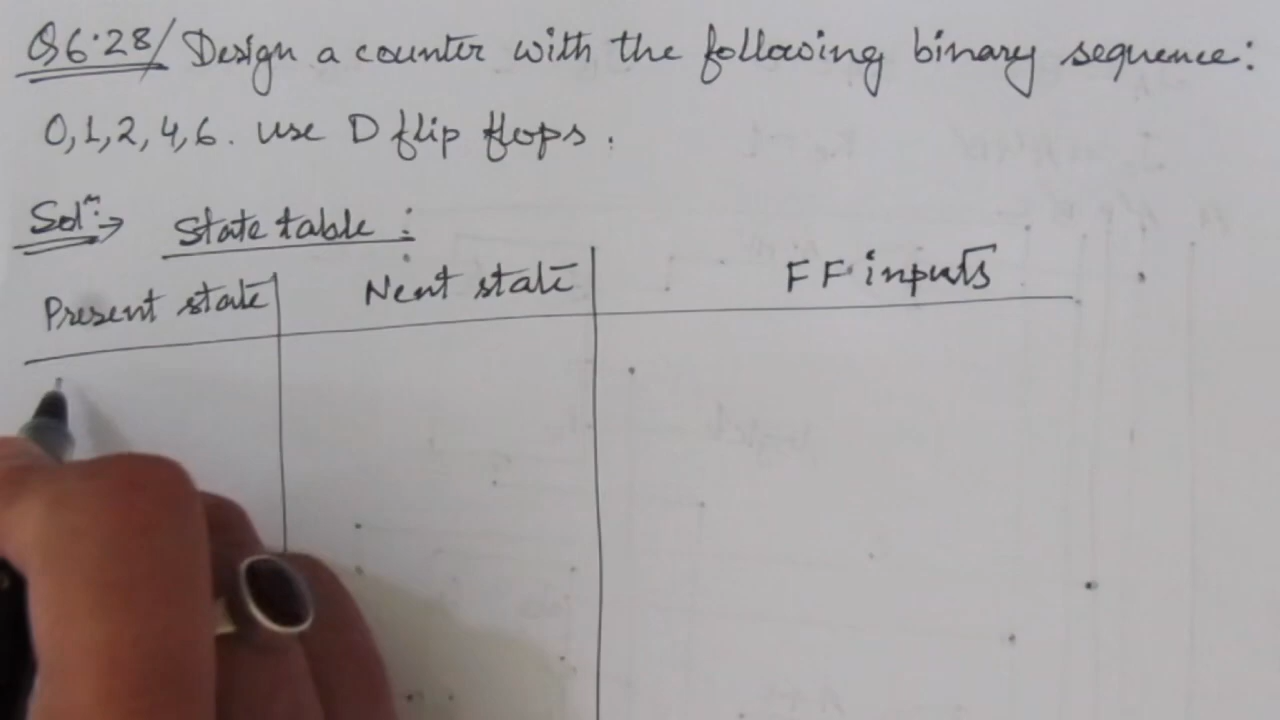 Q6.28/ Design a counter with the following binary sequence:
0,1,2,4,6. use D flip flops.
Solⁿ:→ State table:
Present state Next state FF inputs